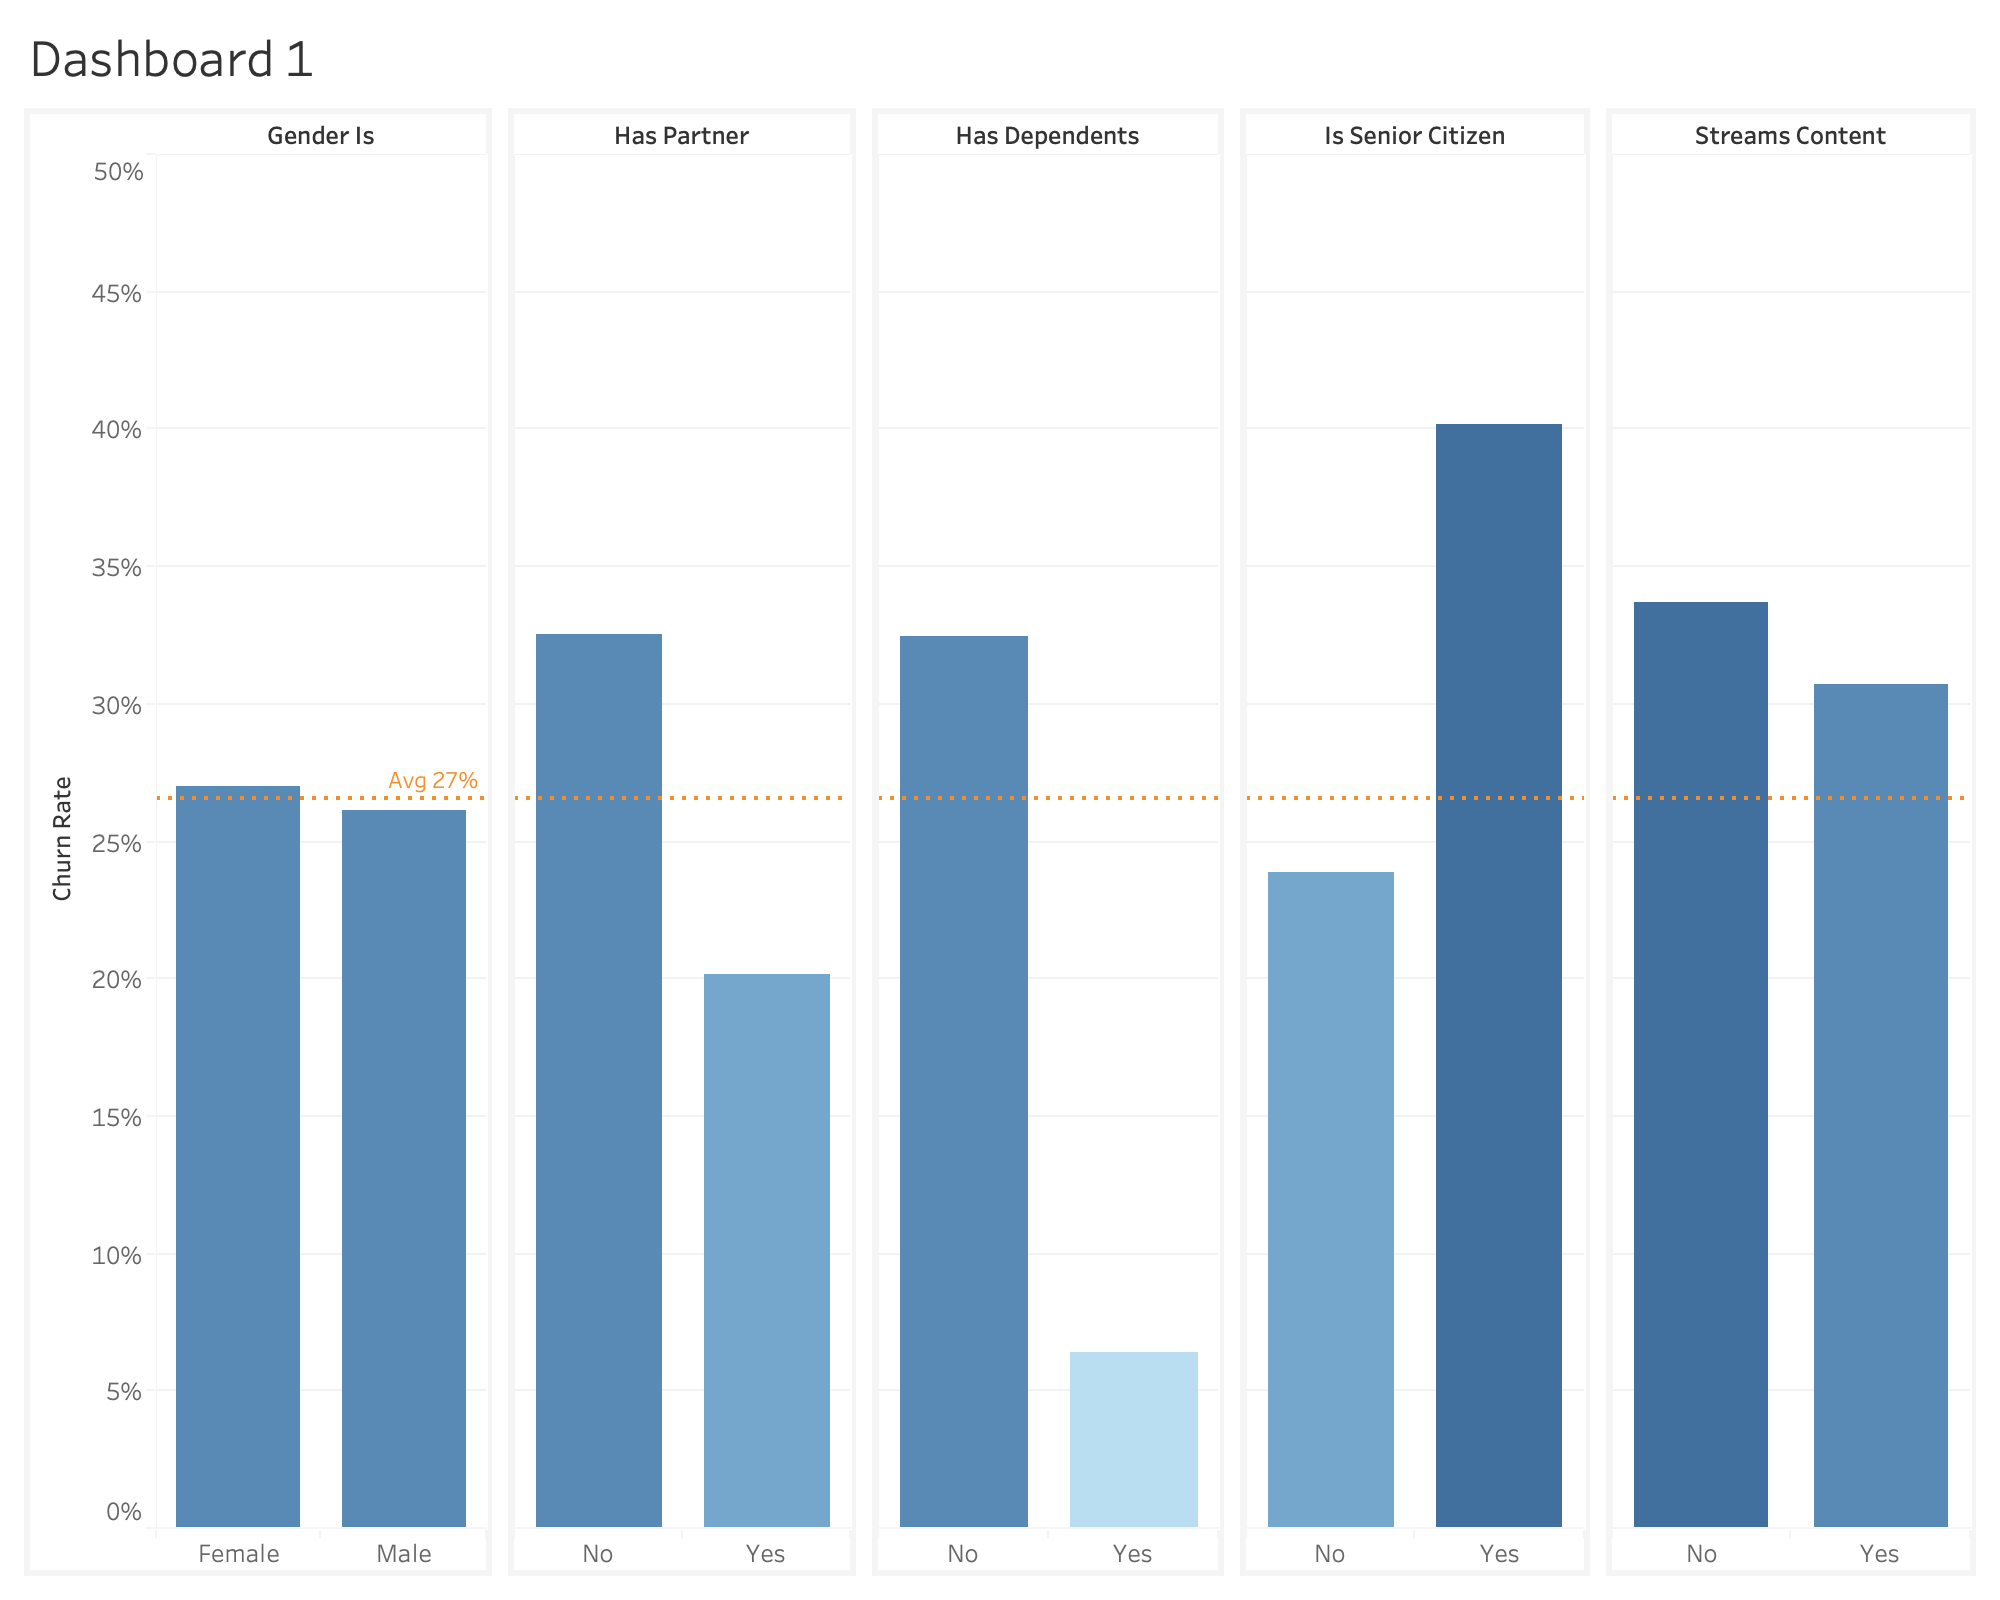 Dashboard 1
Gender Is
Has Partner
Has Dependents
Is Senior Citizen
Streams Content
50%
45%
40%
35%
30%
25%
20%
15%
10%
5%
0%
Churn Rate
Avg 27%
Female
Male
No
Yes
No
Yes
No
Yes
No
Yes